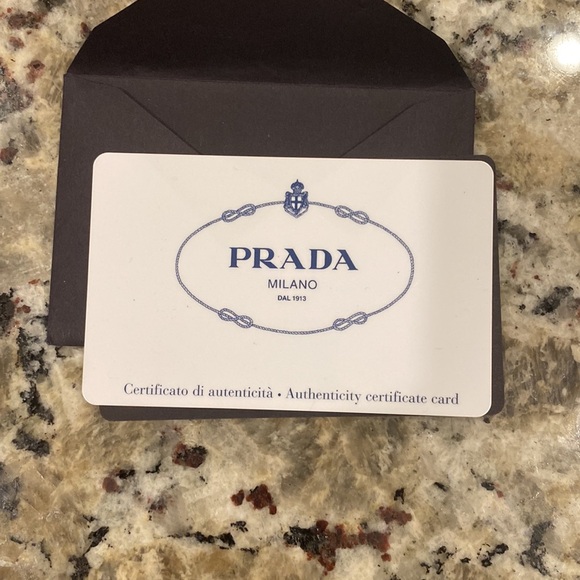 PRADA
MILANO
DAL 1913
Certificato di autenticità • Authenticity certificate card